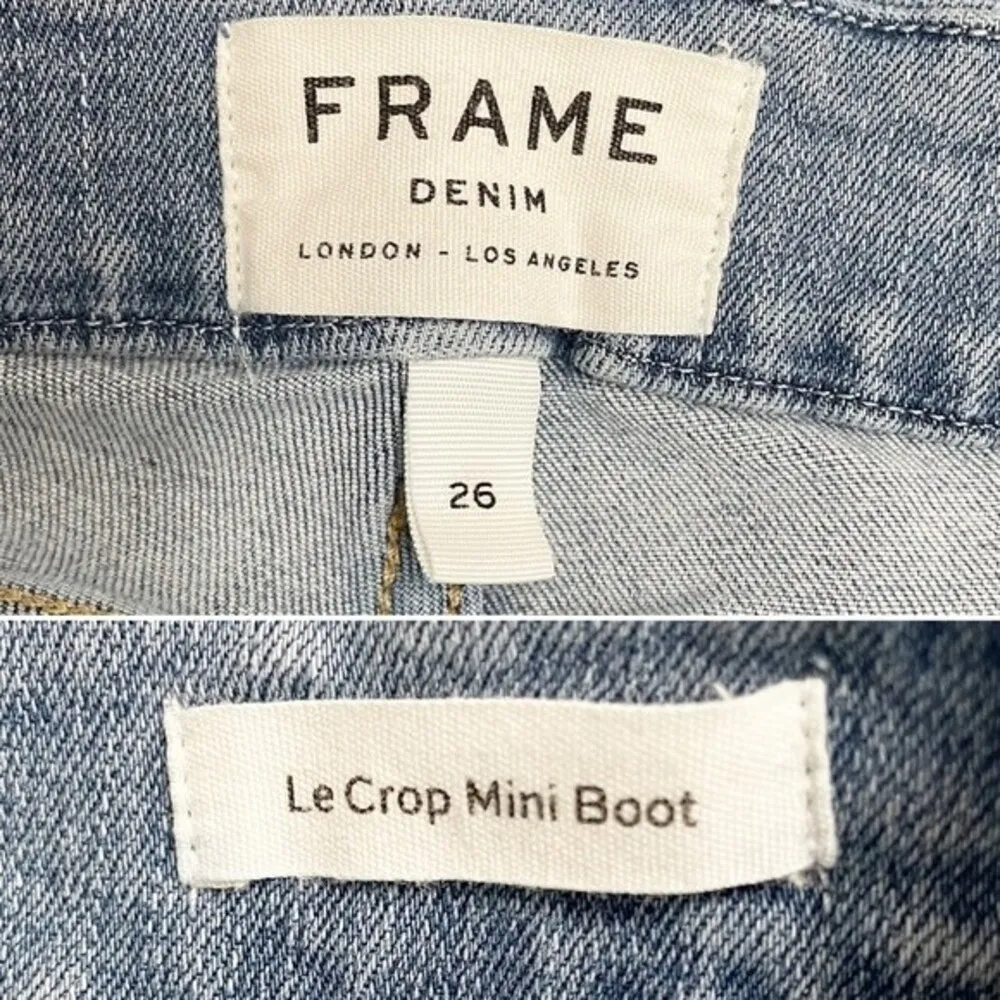 FRAME
DENIM
LONDON - LOS ANGELES
26
Le Crop Mini Boot